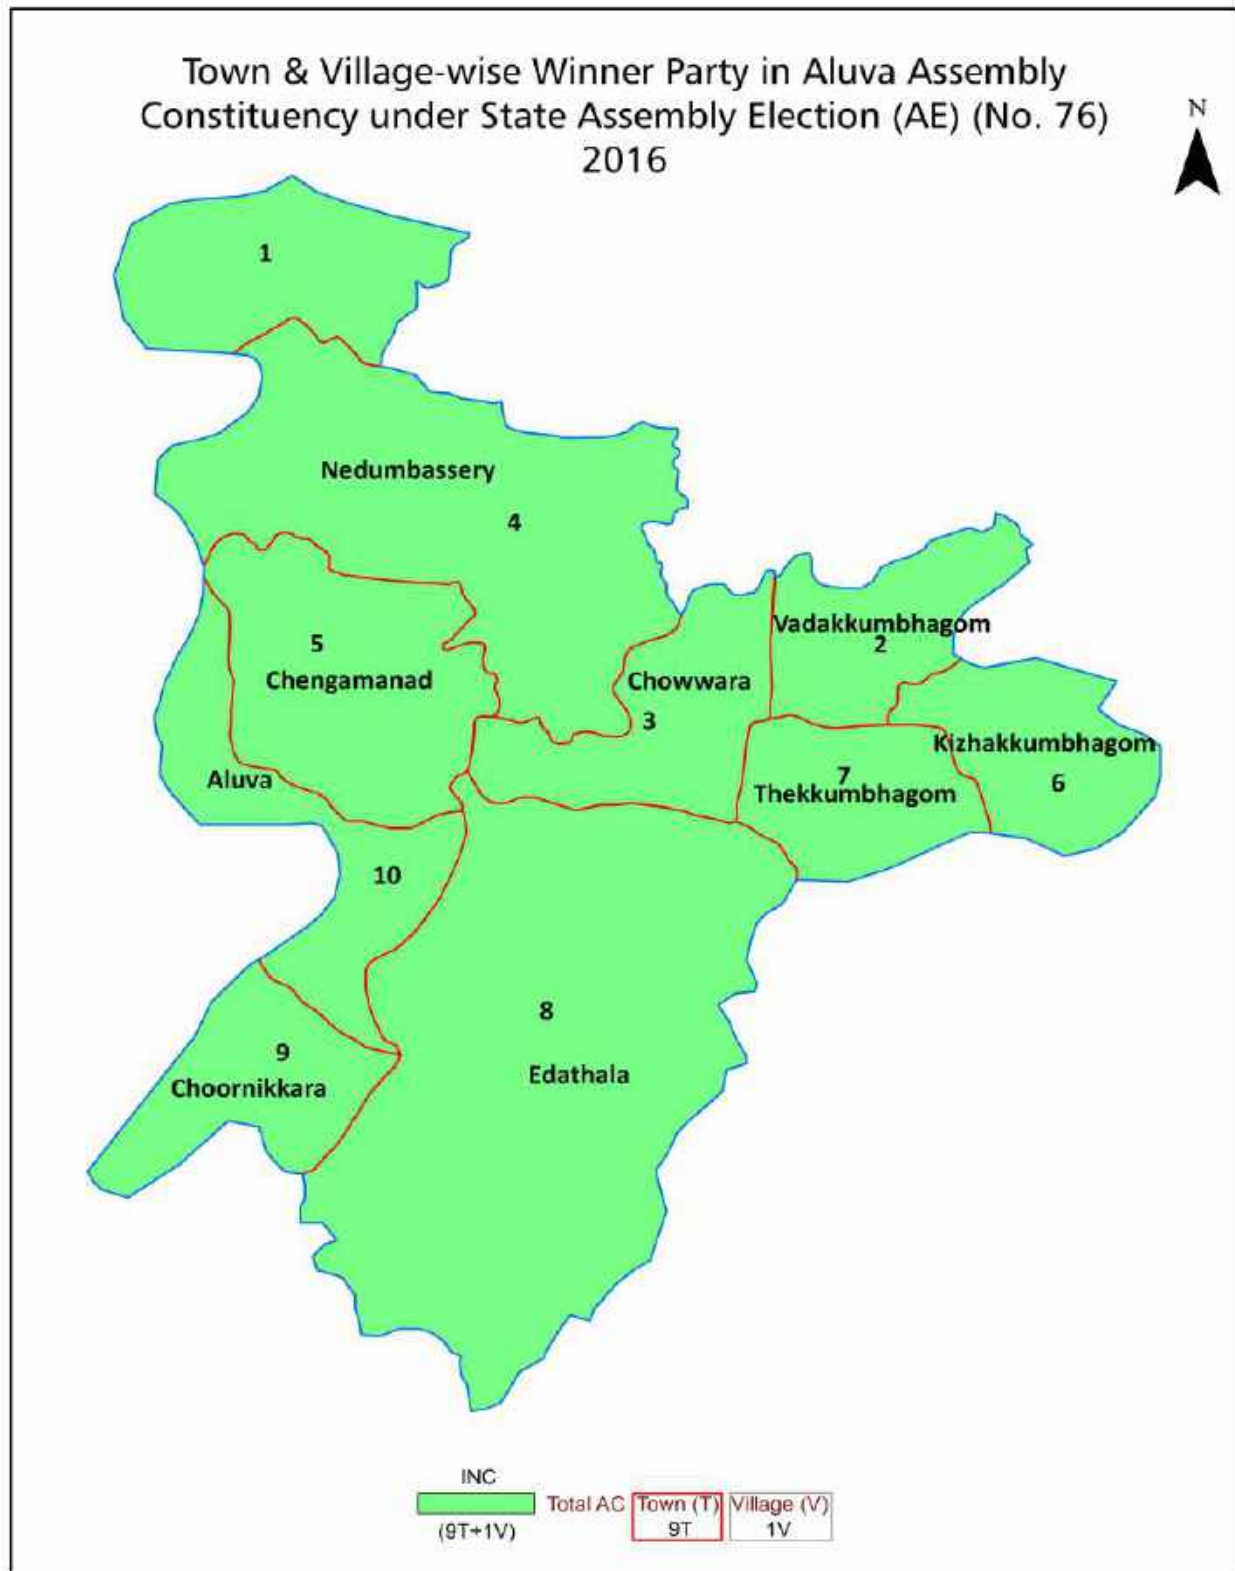 Town & Village-wise Winner Party in Aluva Assembly
Constituency under State Assembly Election (AE) (No. 76)
2016
N
1
Nedumbassery
4
Vadakkumbhagom
2
5
Chengamanad
Chowwara
3
Kizhakkumbhagom
6
7
Thekkumbhagom
Aluva
10
8
Edathala
9
Choornikkara
INC
(9T+1V)
Total AC
Town (T)
9T
Village (V)
1V